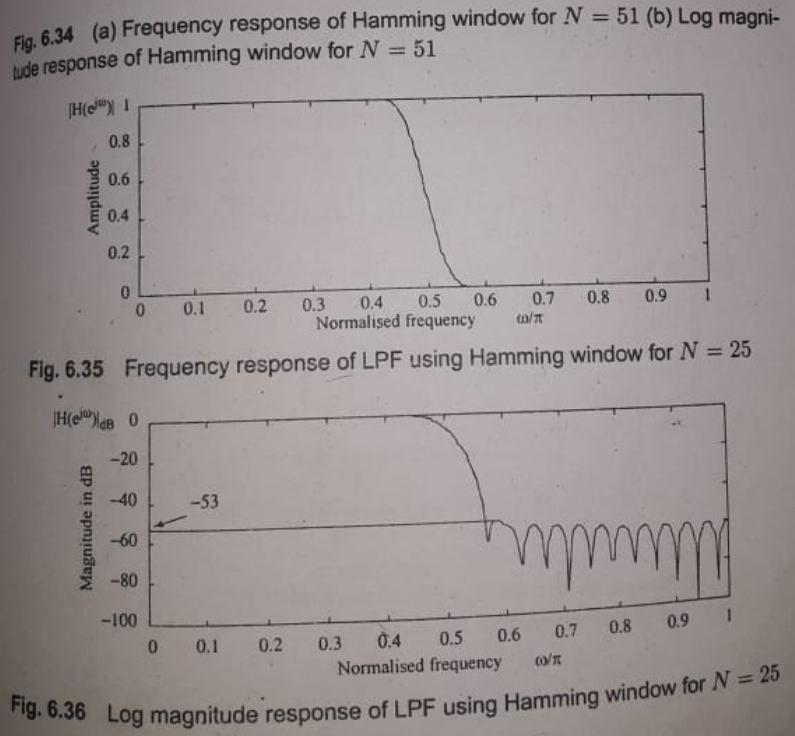 Fig. 6.34 (a) Frequency response of Hamming window for N = 51 (b) Log magni-
tude response of Hamming window for N = 51
|H(e^jω)| 1
0.8
0.6
0.4
0.2
0
Amplitude
0 0.1 0.2 0.3 0.4 0.5 0.6 0.7 0.8 0.9 1
Normalised frequency ω/π
Fig. 6.35 Frequency response of LPF using Hamming window for N = 25
|H(e^jω)|dB 0
-20
-40
-60
-80
-100
Magnitude in dB
-53
0 0.1 0.2 0.3 0.4 0.5 0.6 0.7 0.8 0.9 1
Normalised frequency ω/π
Fig. 6.36 Log magnitude response of LPF using Hamming window for N = 25